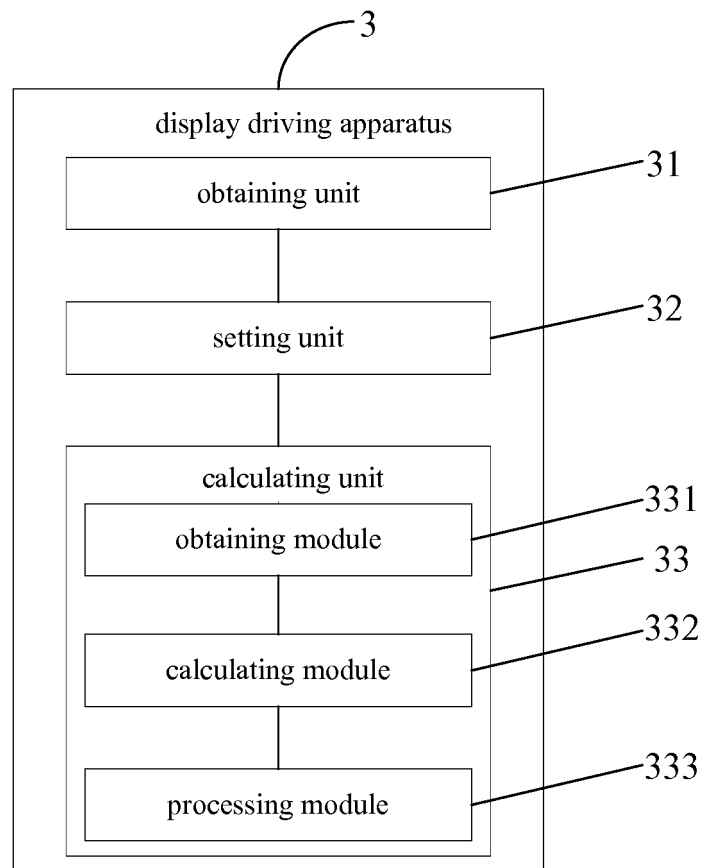 3
display driving apparatus
31
obtaining unit
32
setting unit
calculating unit
331
obtaining module
33
332
calculating module
333
processing module